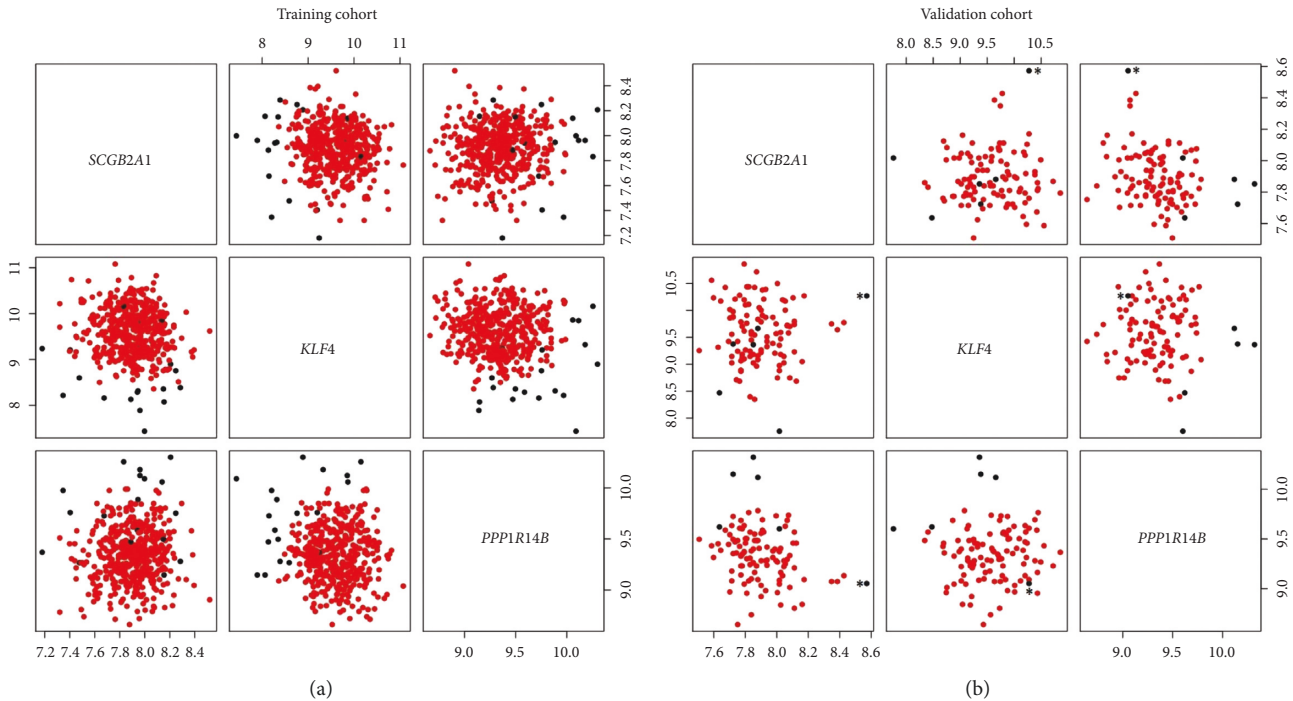 Training cohort
Validation cohort
8 9 10 11
8.0 8.5 9.0 9.5 10.5
SCGB2A1
7.2 7.4 7.6 7.8 8.0 8.2 8.4
SCGB2A1
*
*
7.6 7.8 8.0 8.2 8.4 8.6
8 9 10 11
KLF4
8.0 8.5 9.0 9.5 10.5
*
KLF4
*
PPP1R14B
9.0 9.5 10.0
*
*
PPP1R14B
9.0 9.5 10.0
7.2 7.4 7.6 7.8 8.0 8.2 8.4
9.0 9.5 10.0
7.6 7.8 8.0 8.2 8.4 8.6
9.0 9.5 10.0
(a)
(b)